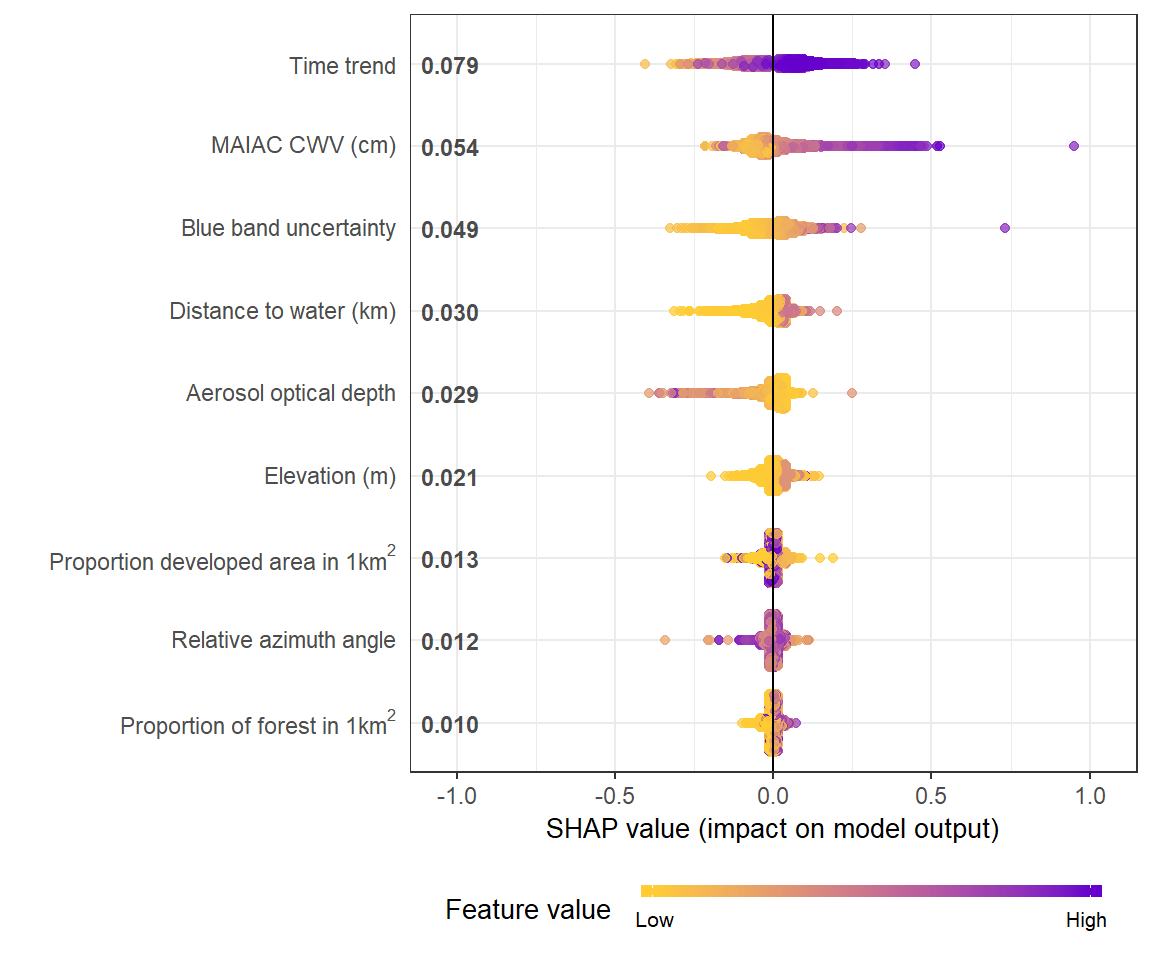 Time trend 0.079
MAIAC CWV (cm) 0.054
Blue band uncertainty 0.049
Distance to water (km) 0.030
Aerosol optical depth 0.029
Elevation (m) 0.021
Proportion developed area in 1km² 0.013
Relative azimuth angle 0.012
Proportion of forest in 1km² 0.010
-1.0 -0.5 0.0 0.5 1.0
SHAP value (impact on model output)
Feature value
Low High